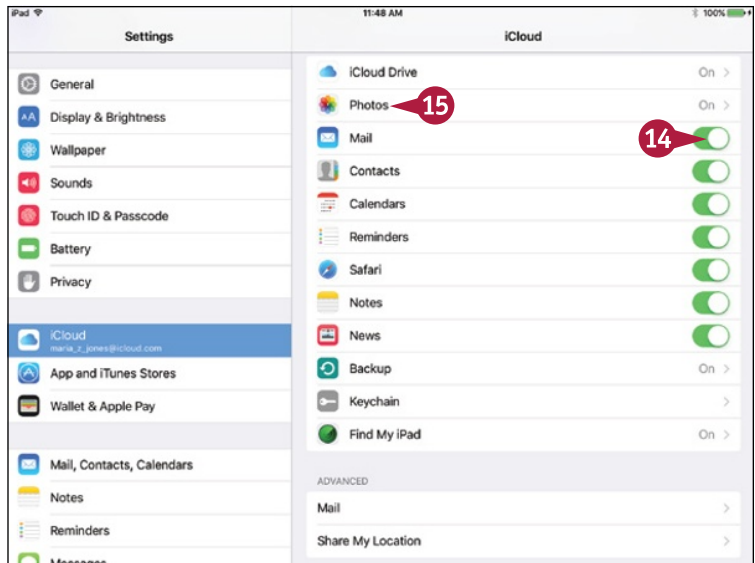 iPad 11:48 AM 100%
Settings
General
Display & Brightness
Wallpaper
Sounds
Touch ID & Passcode
Battery
Privacy
iCloud
maria_z_jones@icloud.com
App and iTunes Stores
Wallet & Apple Pay
Mail, Contacts, Calendars
Notes
Reminders
Messages
iCloud
iCloud Drive On >
Photos 15 On >
Mail 14
Contacts
Calendars
Reminders
Safari
Notes
News
Backup On >
Keychain >
Find My iPad On >
ADVANCED
Mail >
Share My Location >